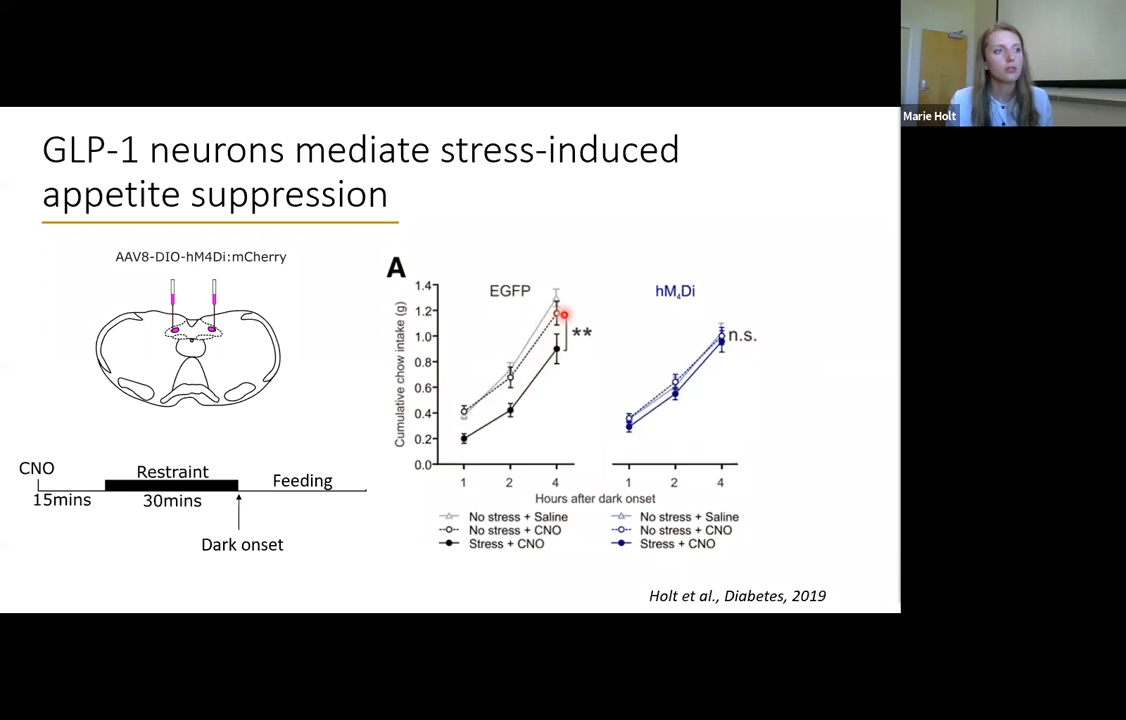 Marie Holt
GLP-1 neurons mediate stress-induced
appetite suppression
AAV8-DIO-hM4Di:mCherry
CNO
Restraint
Feeding
15mins
30mins
Dark onset
A
EGFP
hM4Di
Cumulative chow intake (g)
1.4
1.2
1.0
0.8
0.6
0.4
0.2
0.0
**
n.s.
1 2 4
1 2 4
Hours after dark onset
No stress + Saline
No stress + CNO
Stress + CNO
No stress + Saline
No stress + CNO
Stress + CNO
Holt et al., Diabetes, 2019